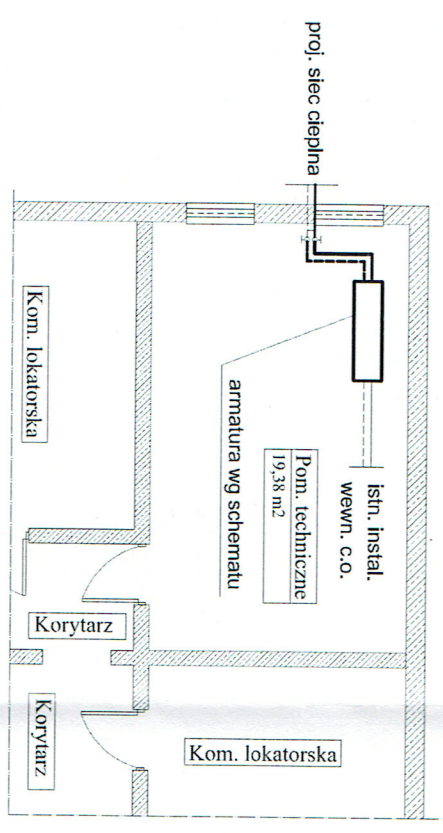 proj. siec cieplna
istn. instal.
wewn. c.o.
Pom. techniczne
19,38 m2
armatura wg schematu
Kom. lokatorska
Korytarz
Korytarz
Kom. lokatorska